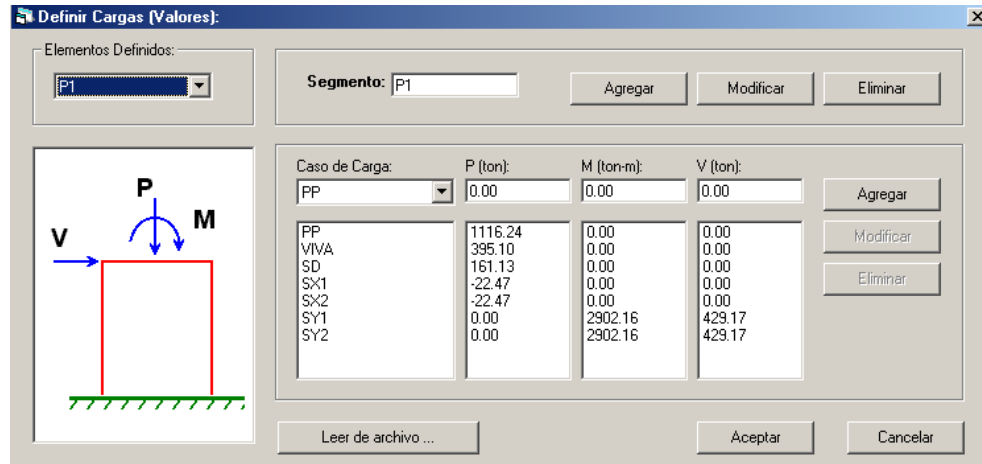 Definir Cargas (Valores):
Elementos Definidos:
P1
Segmento: P1
Agregar
Modificar
Eliminar
P
M
V
Caso de Carga: P (ton): M (ton-m): V (ton):
PP 0.00 0.00 0.00
PP 1116.24 0.00 0.00
VIVA 395.10 0.00 0.00
SD 161.13 0.00 0.00
SX1 -22.47 0.00 0.00
SX2 -22.47 0.00 0.00
SY1 0.00 2902.16 429.17
SY2 0.00 2902.16 429.17
Agregar
Modificar
Eliminar
Leer de archivo ...
Aceptar
Cancelar